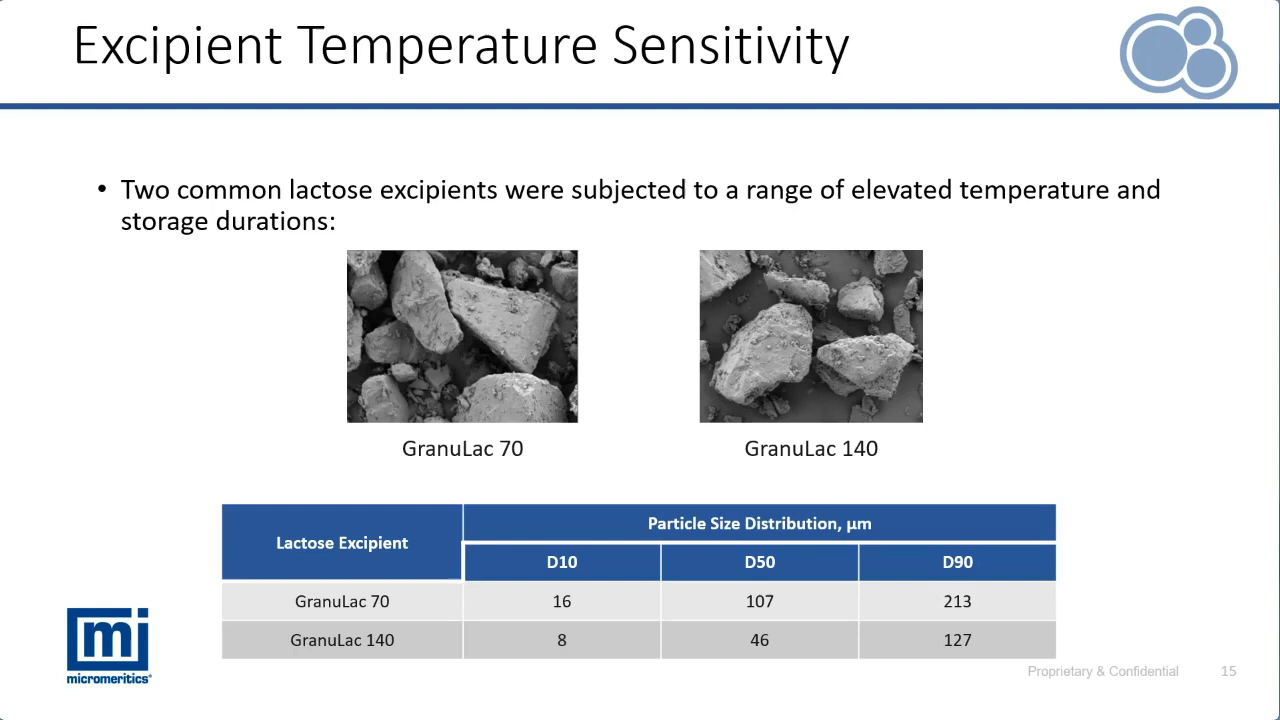 Excipient Temperature Sensitivity
• Two common lactose excipients were subjected to a range of elevated temperature and
storage durations:
GranuLac 70
GranuLac 140
Lactose Excipient
Particle Size Distribution, µm
D10 D50 D90
GranuLac 70 16 107 213
GranuLac 140 8 46 127
mi
micromeritics®
Proprietary & Confidential 15